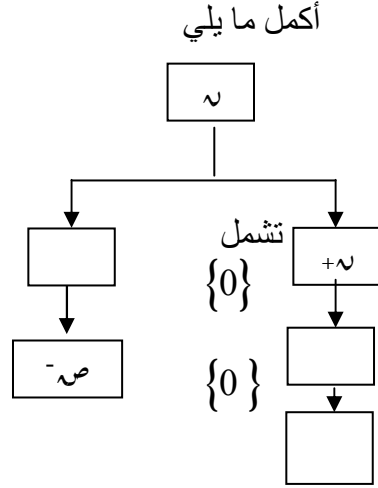 أكمل ما يلي
ن
ن+
تشمل
{0}
ص-
{0}